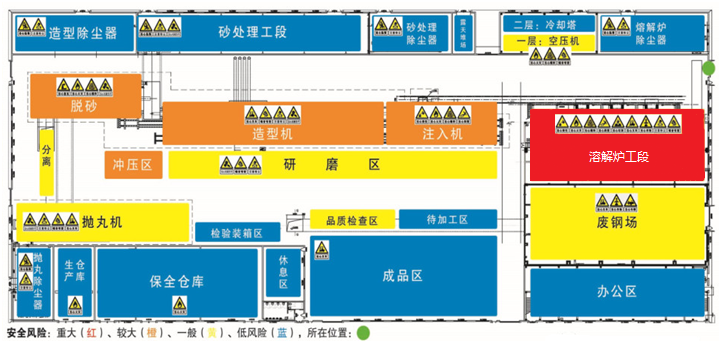 造型除尘器
砂处理工段
砂处理
除尘器
露天堆场
二层：冷却塔
一层：空压机
溶解炉
除尘器
脱砂
造型机
注入机
溶解炉工段
分离
冲压区
研磨区
抛丸机
检验装箱区
品质检查区
待加工区
废钢场
抛丸除尘器
生产
仓库
保全仓库
休息区
成品区
办公区
安全风险：重大（红）、较大（橙）、一般（黄）、低风险（蓝），所在位置：